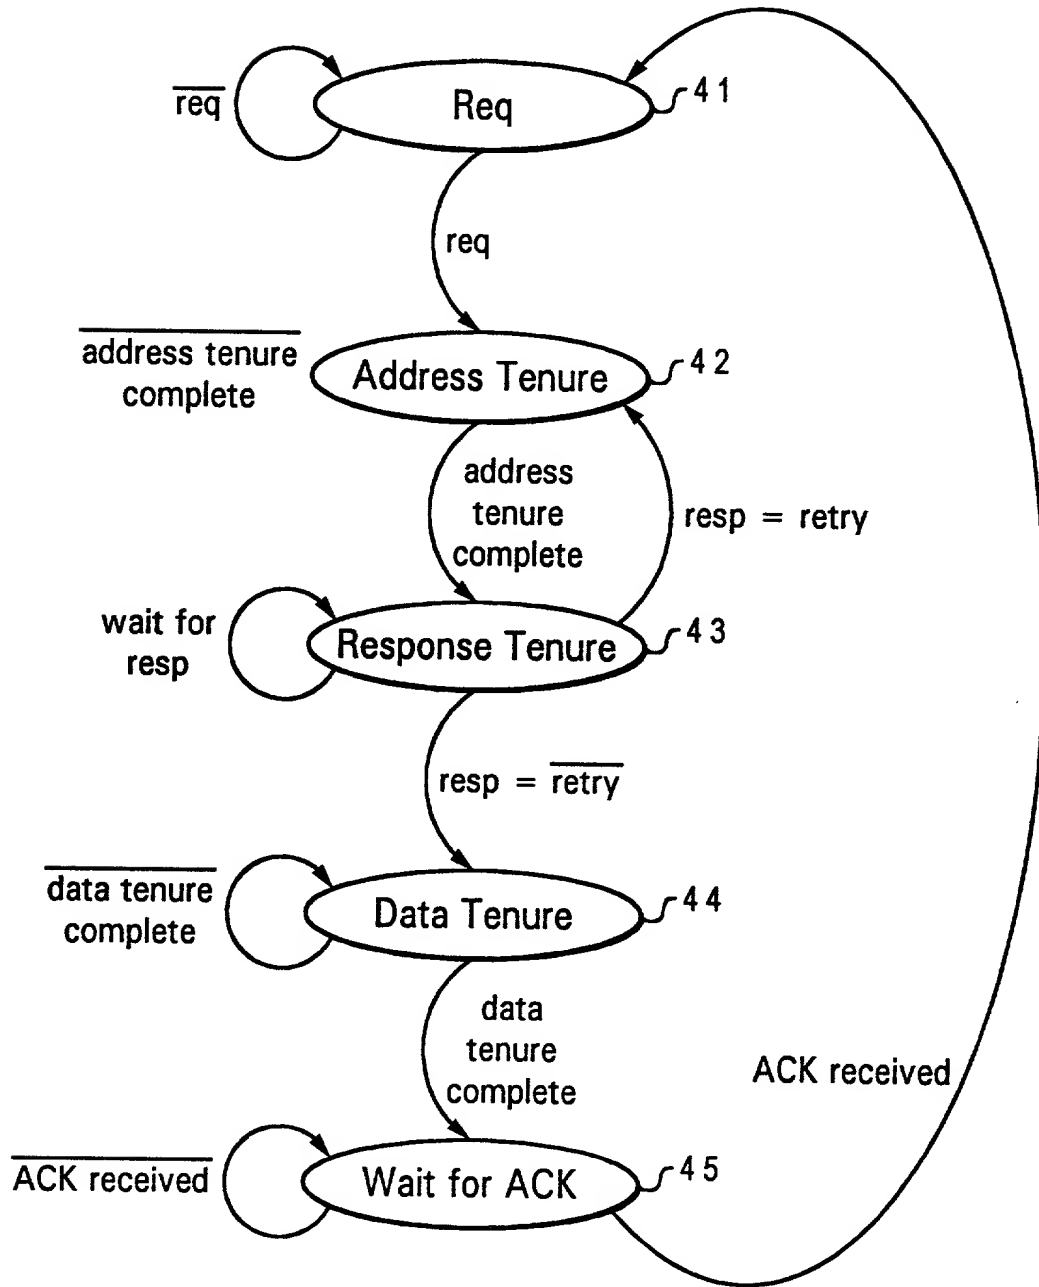 req
Req
41
req
address tenure
complete
Address Tenure
42
address
tenure
complete
resp = retry
wait for
resp
Response Tenure
43
resp = retry
data tenure
complete
Data Tenure
44
data
tenure
complete
ACK received
ACK received
Wait for ACK
45